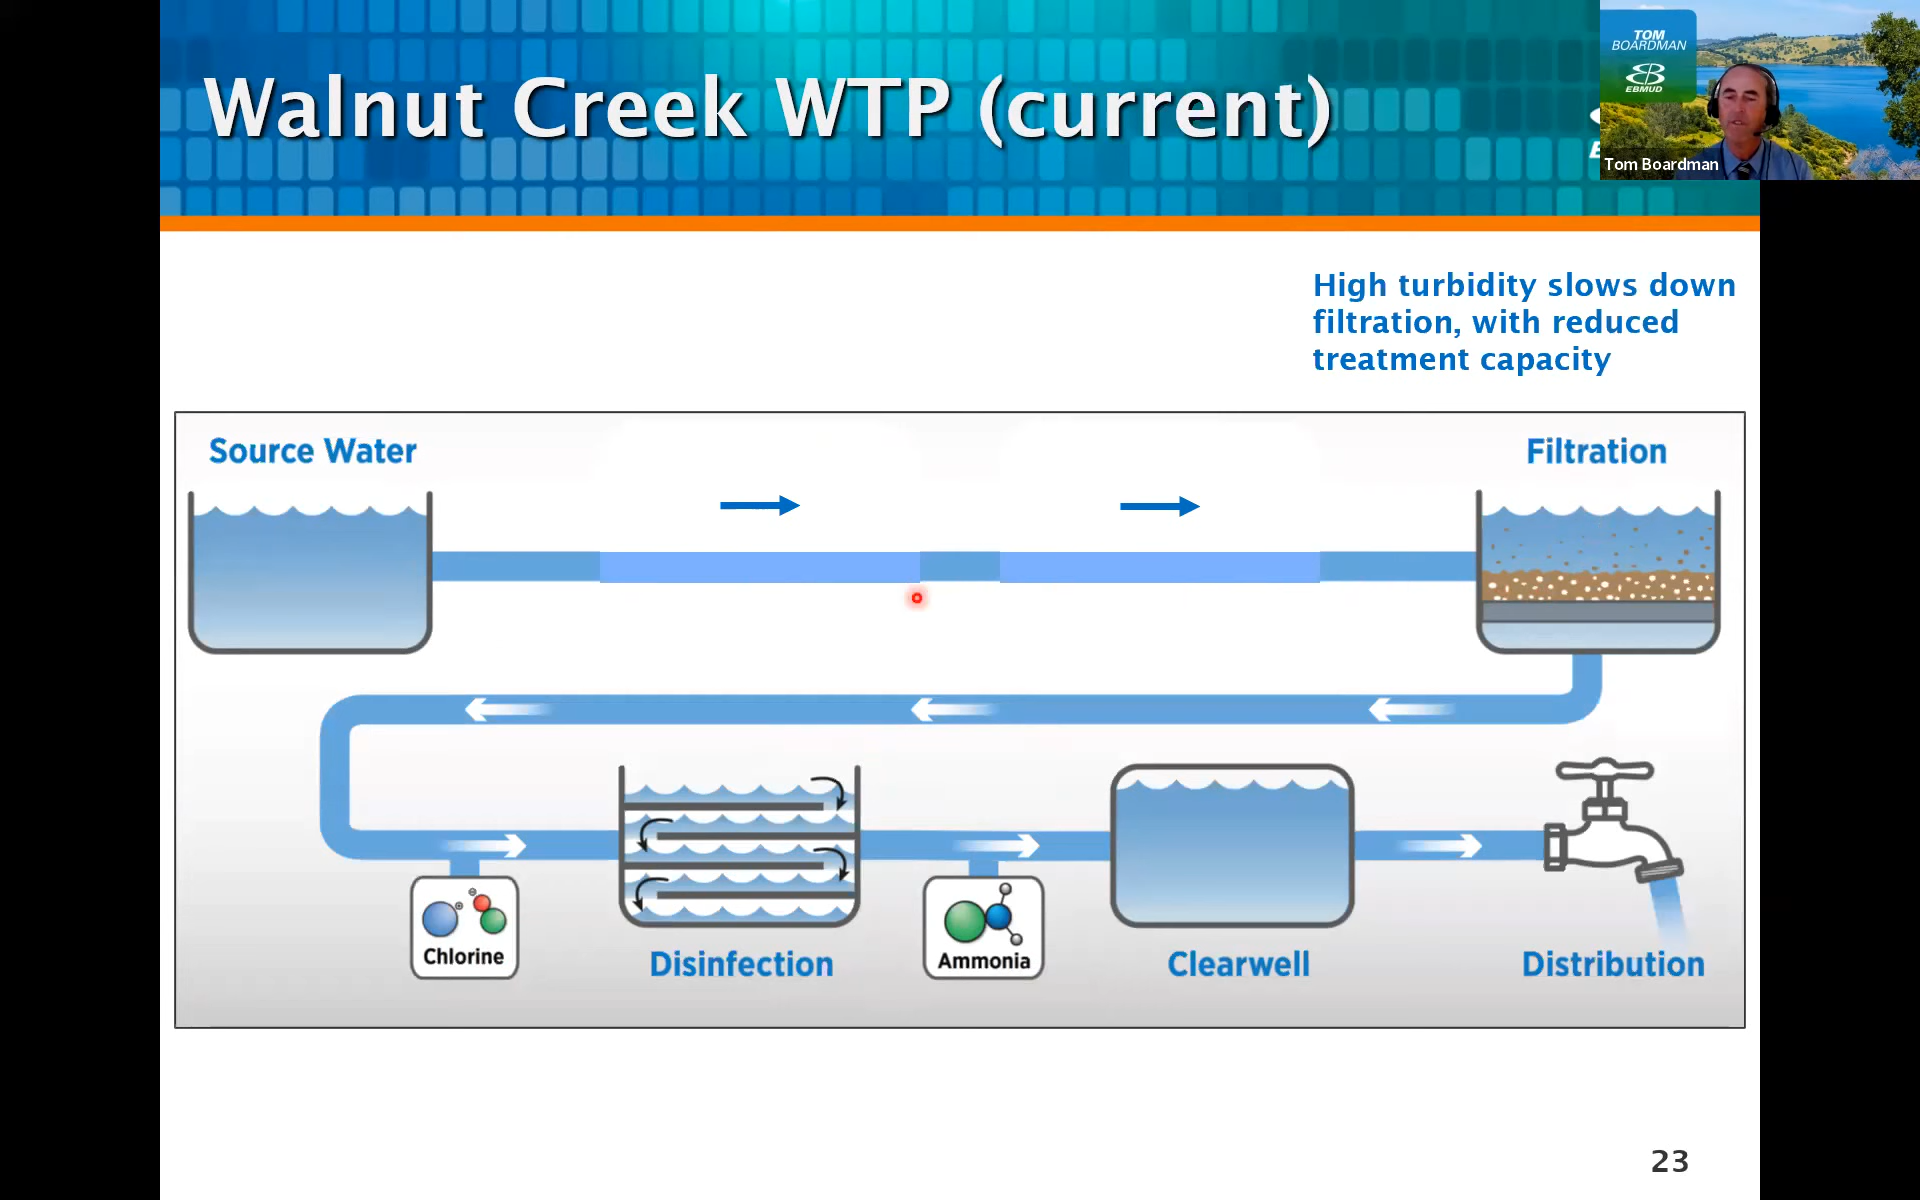 Walnut Creek WTP (current)
TOM
BOARDMAN
EBMUD
Tom Boardman
High turbidity slows down
filtration, with reduced
treatment capacity
Source Water
Filtration
Chlorine
Disinfection
Ammonia
Clearwell
Distribution
23